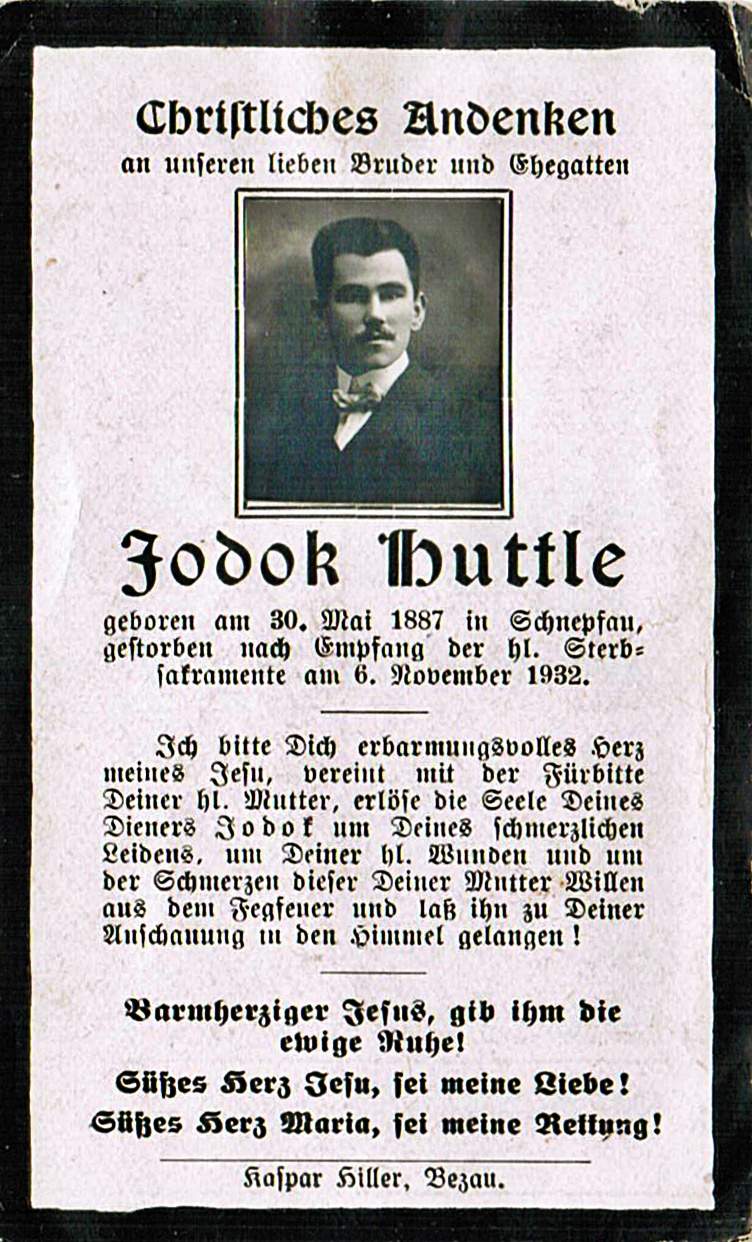 Christliches Andenken
an unseren lieben Bruder und Ehegatten
Jodok Huttle
geboren am 30. Mai 1887 in Schnepfau,
gestorben nach Empfang der hl. Sterb-
sakramente am 6. November 1932.
Ich bitte Dich erbarmungsvolles Herz
meines Jesu, vereint mit der Fürbitte
Deiner hl. Mutter, erlöse die Seele Deines
Dieners Jodok um Deines schmerzlichen
Leidens, um Deiner hl. Wunden und um
der Schmerzen dieser Deiner Mutter Willen
aus dem Fegfeuer und laß ihn zu Deiner
Anschauung in den Himmel gelangen!
Barmherziger Jesus, gib ihm die
ewige Ruhe!
Süßes Herz Jesu, sei meine Liebe!
Süßes Herz Maria, sei meine Rettung!
Kaspar Hiller, Bezau.